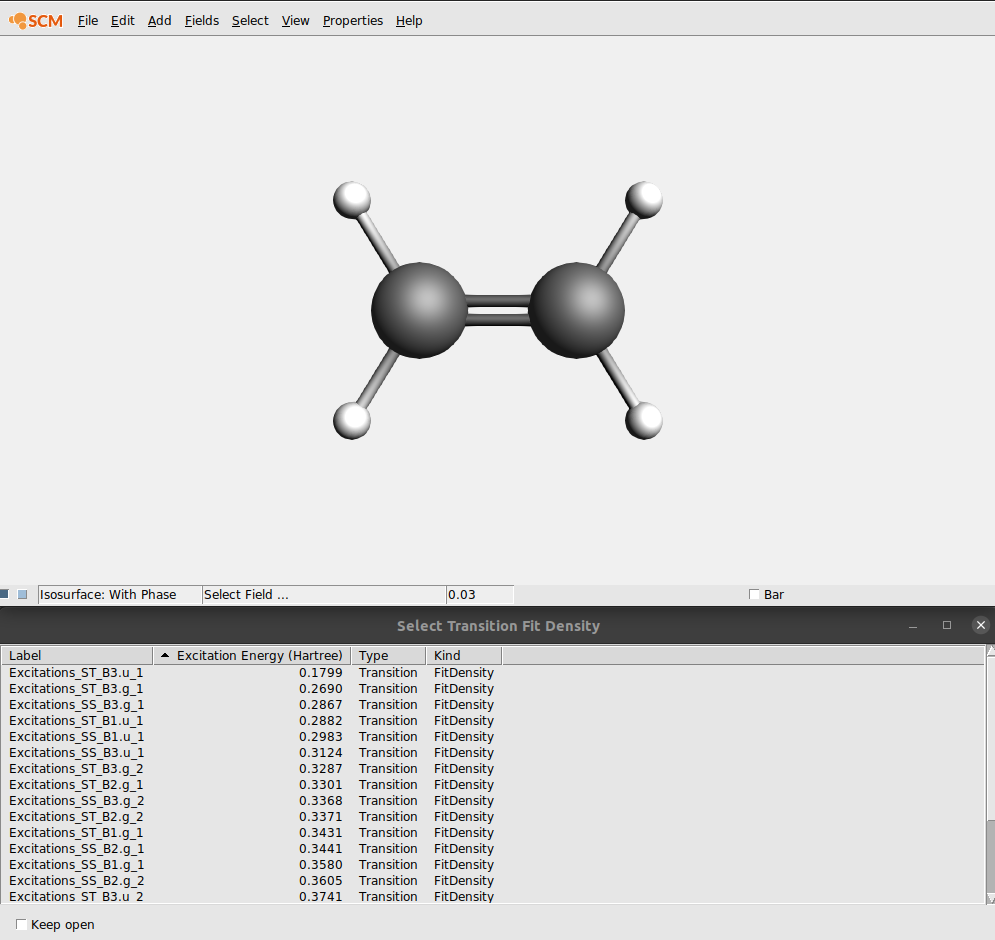 SCM File Edit Add Fields Select View Properties Help
Isosurface: With Phase Select Field ... 0.03 Bar
Select Transition Fit Density
Label Excitation Energy (Hartree) Type Kind
Excitations_ST_B3.u_1 0.1799 Transition FitDensity
Excitations_ST_B3.g_1 0.2690 Transition FitDensity
Excitations_SS_B3.g_1 0.2867 Transition FitDensity
Excitations_ST_B1.u_1 0.2882 Transition FitDensity
Excitations_SS_B1.u_1 0.2983 Transition FitDensity
Excitations_SS_B3.u_1 0.3124 Transition FitDensity
Excitations_ST_B3.g_2 0.3287 Transition FitDensity
Excitations_ST_B2.g_1 0.3301 Transition FitDensity
Excitations_SS_B3.g_2 0.3368 Transition FitDensity
Excitations_ST_B2.g_2 0.3371 Transition FitDensity
Excitations_ST_B1.g_1 0.3431 Transition FitDensity
Excitations_SS_B2.g_1 0.3441 Transition FitDensity
Excitations_SS_B1.g_1 0.3580 Transition FitDensity
Excitations_SS_B2.g_2 0.3605 Transition FitDensity
Excitations_ST_B3.u_2 0.3741 Transition FitDensity
Keep open